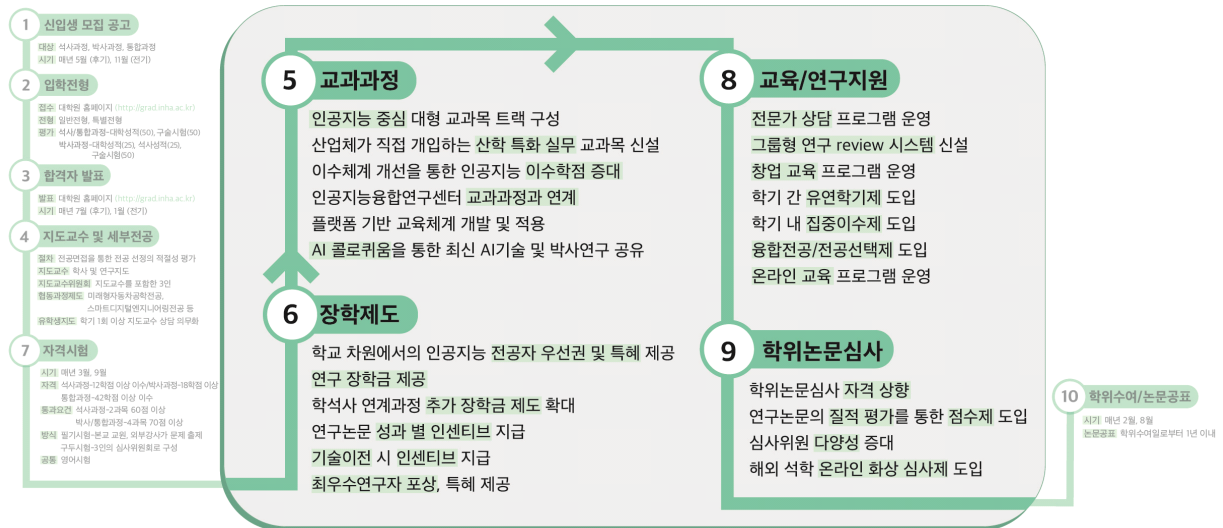 1 신입생 모집 공고
대상 석사과정, 박사과정, 통합과정
시기 매년 5월 (후기), 11월 (전기)
2 입학전형
접수 대학원 홈페이지 (http://grad.inha.ac.kr)
전형 일반전형, 특별전형
평가 석사/통합과정-대학성적(50), 구술시험(50)
박사과정-대학성적(25), 석사성적(25),
구술시험(50)
3 합격자 발표
발표 대학원 홈페이지 (http://grad.inha.ac.kr)
시기 매년 7월 (후기), 1월 (전기)
4 지도교수 및 세부전공
절차 전공면접을 통한 전공 선정의 적절성 평가
지도교수 학사 및 연구지도
지도교수위원회 지도교수를 포함한 3인
협동과정제도 미래형자동차공학전공,
스마트디지털엔지니어링전공 등
유학생지도 학기 1회 이상 지도교수 상담 의무화
7 자격시험
시기 매년 3월, 9월
자격 석사과정-12학점 이상 이수/박사과정-18학점 이상
통합과정-42학점 이상 이수
통과요건 석사과정-2과목 60점 이상
박사/통합과정-4과목 70점 이상
방식 필기시험-본교 교원, 외부강사가 문제 출제
구두시험-3인의 심사위원회로 구성
공통 영어시험
5 교과과정
인공지능 중심 대형 교과목 트랙 구성
산업체가 직접 개입하는 산학 특화 실무 교과목 신설
이수체계 개선을 통한 인공지능 이수학점 증대
인공지능융합연구센터 교과과정과 연계
플랫폼 기반 교육체계 개발 및 적용
AI 콜로퀴움을 통한 최신 AI기술 및 박사연구 공유
6 장학제도
학교 차원에서의 인공지능 전공자 우선권 및 특혜 제공
연구 장학금 제공
학석사 연계과정 추가 장학금 제도 확대
연구논문 성과 별 인센티브 지급
기술이전 시 인센티브 지급
최우수연구자 포상, 특혜 제공
8 교육/연구지원
전문가 상담 프로그램 운영
그룹형 연구 review 시스템 신설
창업 교육 프로그램 운영
학기 간 유연학기제 도입
학기 내 집중이수제 도입
융합전공/전공선택제 도입
온라인 교육 프로그램 운영
9 학위논문심사
학위논문심사 자격 상향
연구논문의 질적 평가를 통한 점수제 도입
심사위원 다양성 증대
해외 석학 온라인 화상 심사제 도입
10 학위수여/논문공표
시기 매년 2월, 8월
논문공표 학위수여일로부터 1년 이내